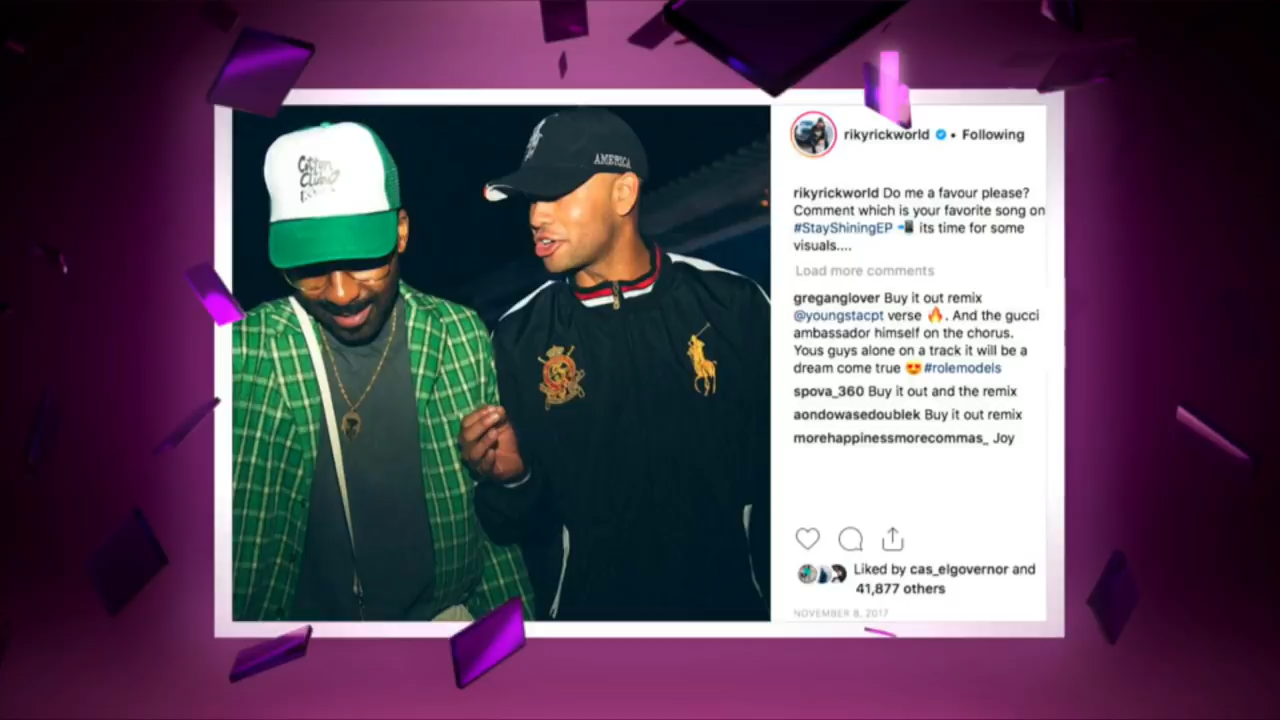 Cotton
Club
AMERICA
rikyrickworld • Following
rikyrickworld Do me a favour please?
Comment which is your favorite song on
#StayShiningEP 📲 its time for some
visuals....
Load more comments
greganglover Buy it out remix
@youngstacpt verse 🔥. And the gucci
ambassador himself on the chorus.
Yous guys alone on a track it will be a
dream come true 😍 #rolemodels
spova_360 Buy it out and the remix
aondowasedoublek Buy it out remix
morehappinessmorecommas_ Joy
Liked by cas_elgovernor and
41,877 others
NOVEMBER 8, 2017